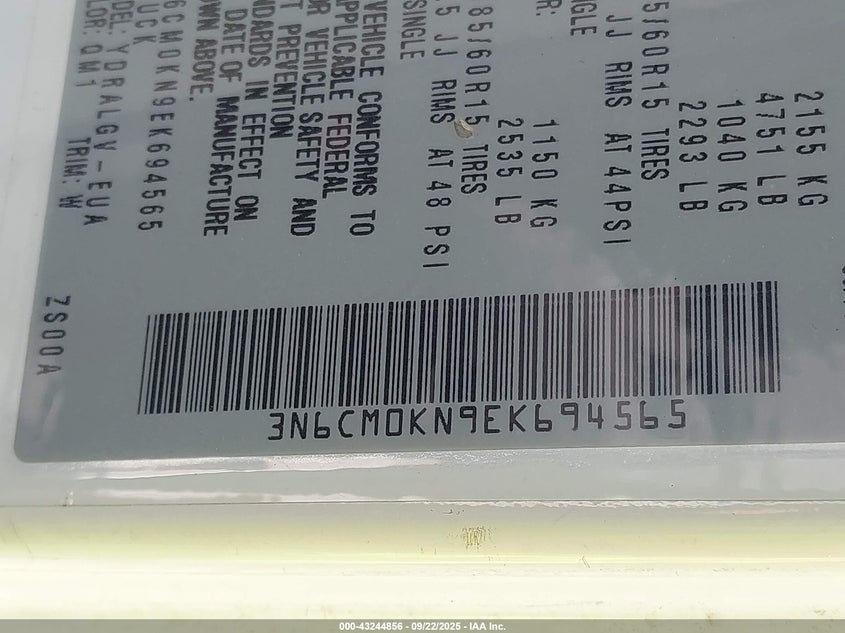 2155 KG
4751 LB
1040 KG
2293 LB
5/60R15 TIRES
JJ RIMS AT 44PSI
GLE
R:
1150 KG
2535 LB
85/60R15 TIRES
5 JJ RIMS AT 48 PSI
SINGLE
VEHICLE CONFORMS TO
APPLICABLE FEDERAL
OR VEHICLE SAFETY AND
T PREVENTION
NDARDS IN EFFECT ON
DATE OF MANUFACTURE
OWN ABOVE.
6CM0KN9EK694565
UCK
DEL: YDRALGV-EUA
LOR: QM1 TRIM: W
ZS00A
3N6CM0KN9EK694565
000-43244856 - 09/22/2025 - IAA Inc.